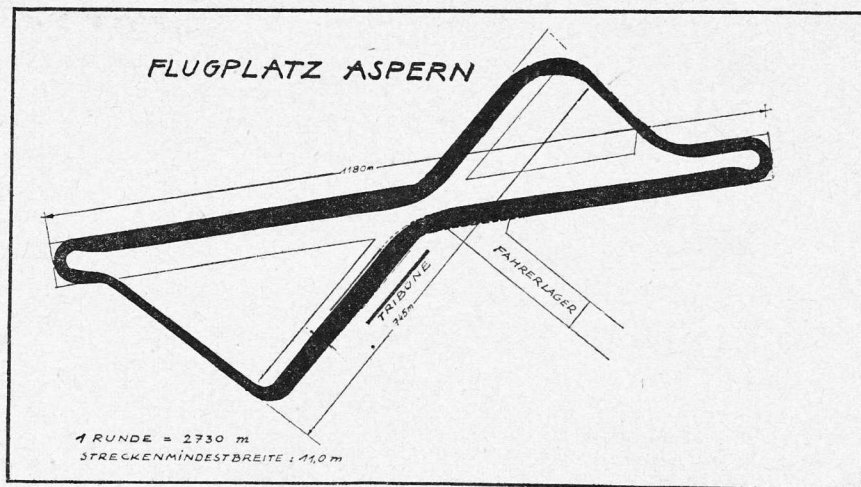 FLUGPLATZ ASPERN
1180m
TRIBÜNE
745m
FAHRERLAGER
1 RUNDE = 2730 m
STRECKENMINDESTBREITE : 11,0 m